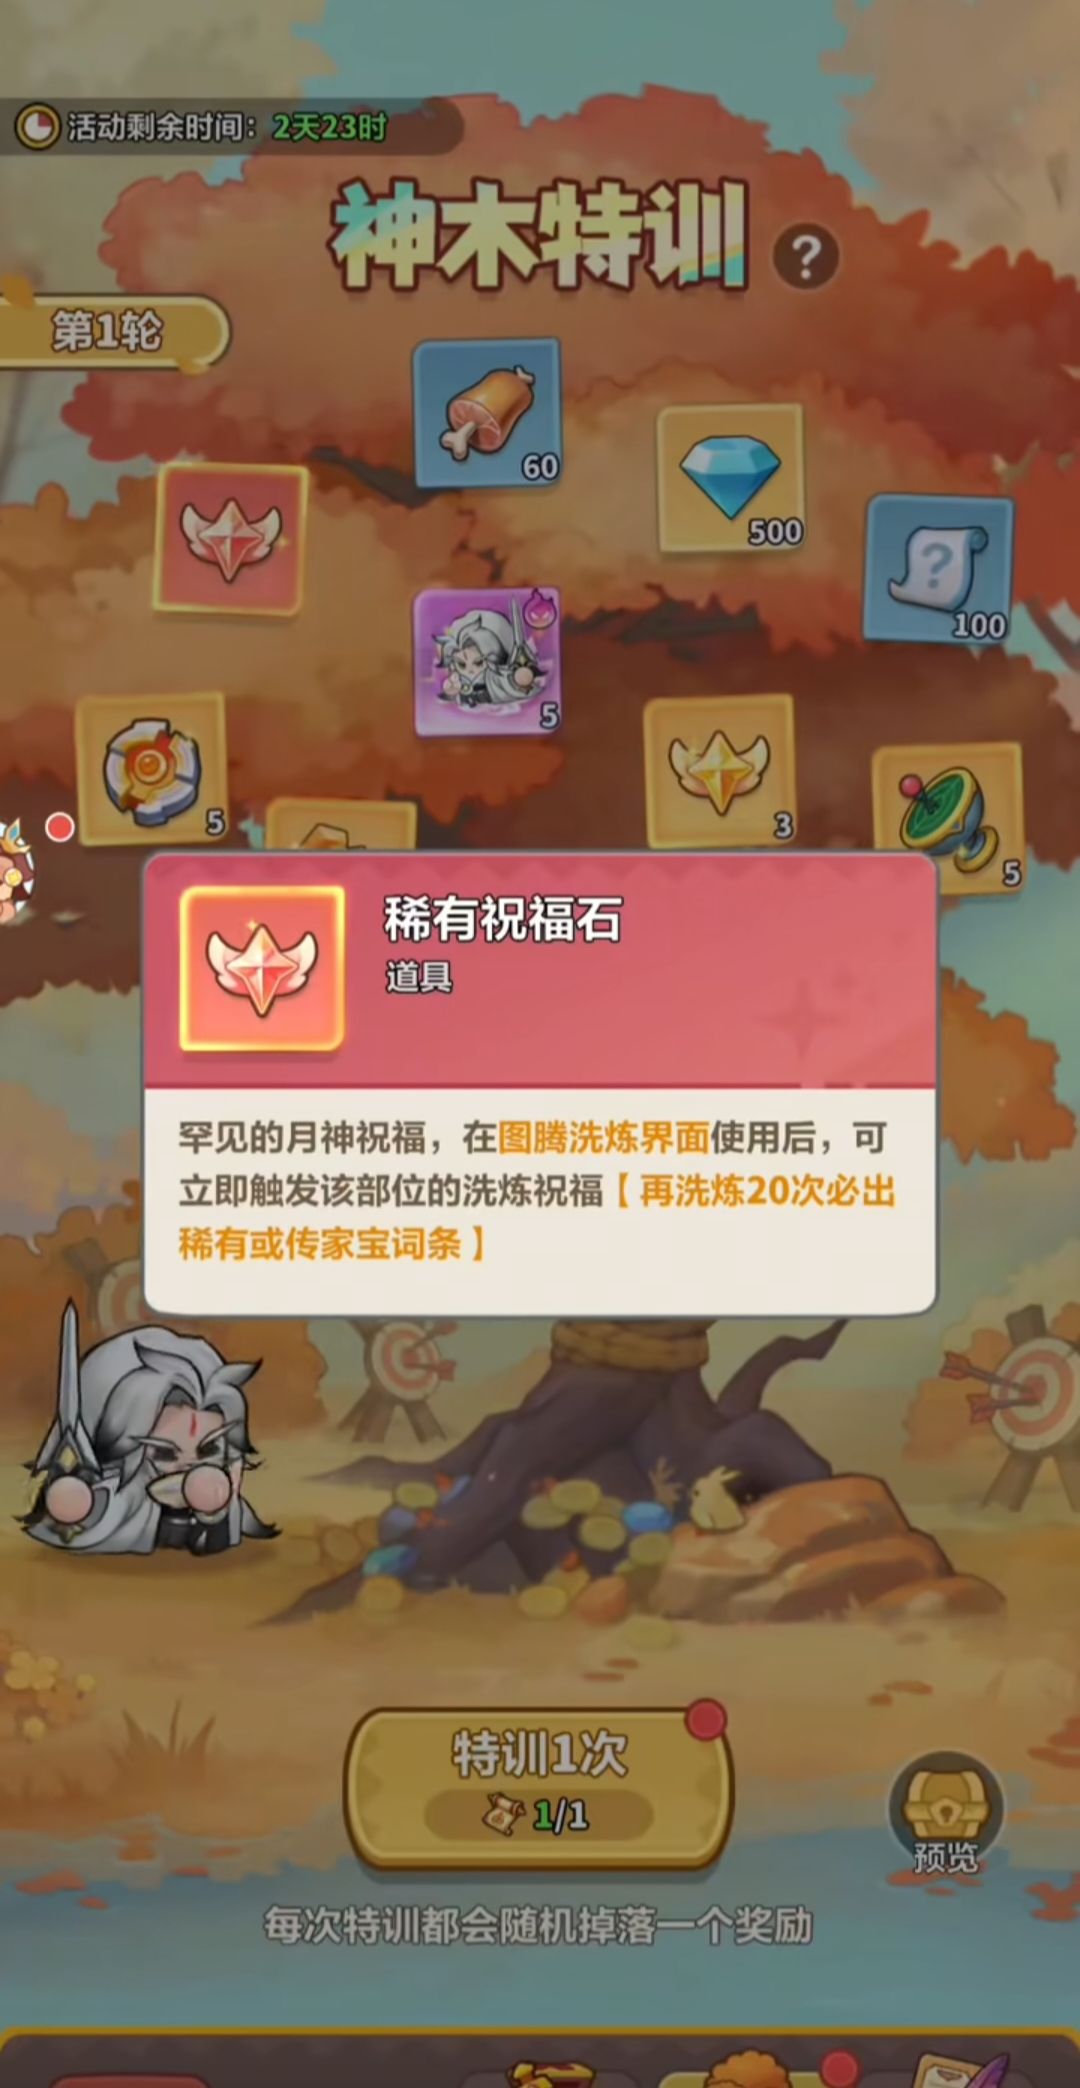 活动剩余时间：2天23时
神木特训
?
第1轮
60
500
?
100
5
5
3
5
稀有祝福石
道具
罕见的月神祝福，在图腾洗炼界面使用后，可
立即触发该部位的洗炼祝福【再洗炼20次必出
稀有或传家宝词条】
特训1次
1/1
预览
每次特训都会随机掉落一个奖励